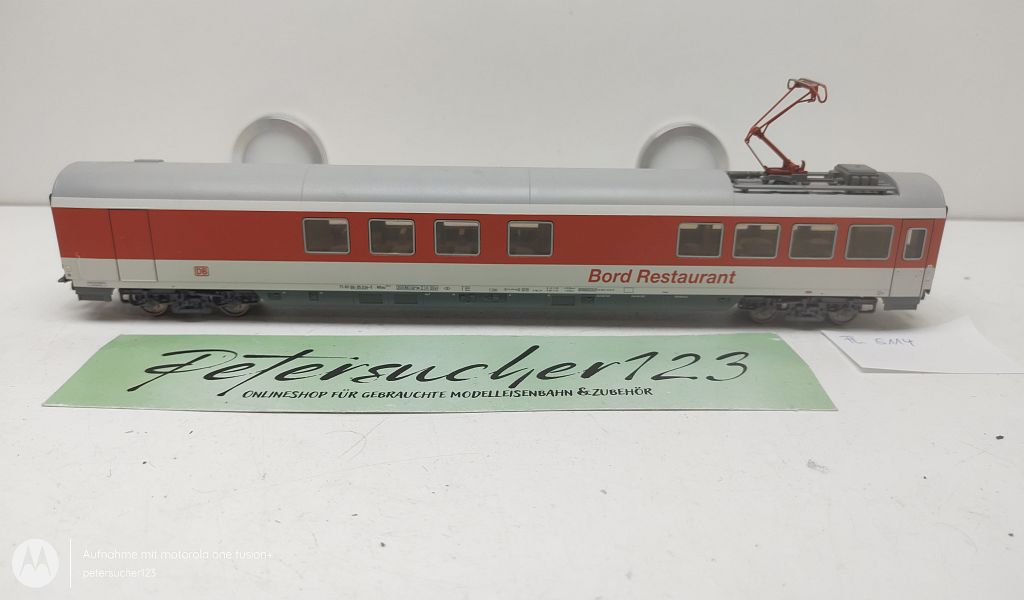 DB
Bord Restaurant
Petersucher123
ONLINESHOP FÜR GEBRAUCHTE MODELLEISENBAHN & ZUBEHÖR
Aufnahme mit motorola one fusion+
petersucher123